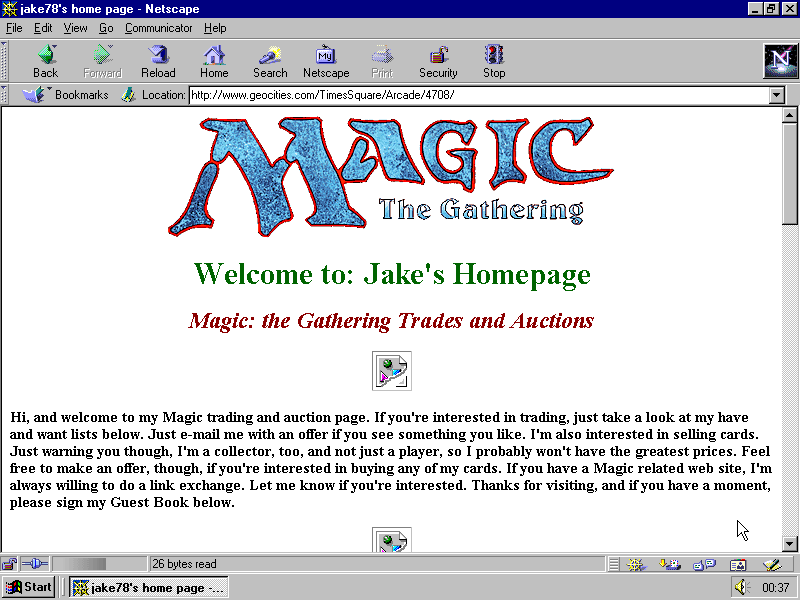 jake78's home page - Netscape
File Edit View Go Communicator Help
Back Forward Reload Home Search Netscape Print Security Stop
My
N
Bookmarks Location: http://www.geocities.com/TimesSquare/Arcade/4708/
MAGIC
The Gathering
Welcome to: Jake's Homepage
Magic: the Gathering Trades and Auctions
Hi, and welcome to my Magic trading and auction page. If you're interested in trading, just take a look at my have
and want lists below. Just e-mail me with an offer if you see something you like. I'm also interested in selling cards.
Just warning you though, I'm a collector, too, and not just a player, so I probably won't have the greatest prices. Feel
free to make an offer, though, if you're interested in buying any of my cards. If you have a Magic related web site, I'm
always willing to do a link exchange. Let me know if you're interested. Thanks for visiting, and if you have a moment,
please sign my Guest Book below.
26 bytes read
Start jake78's home page -... 00:37